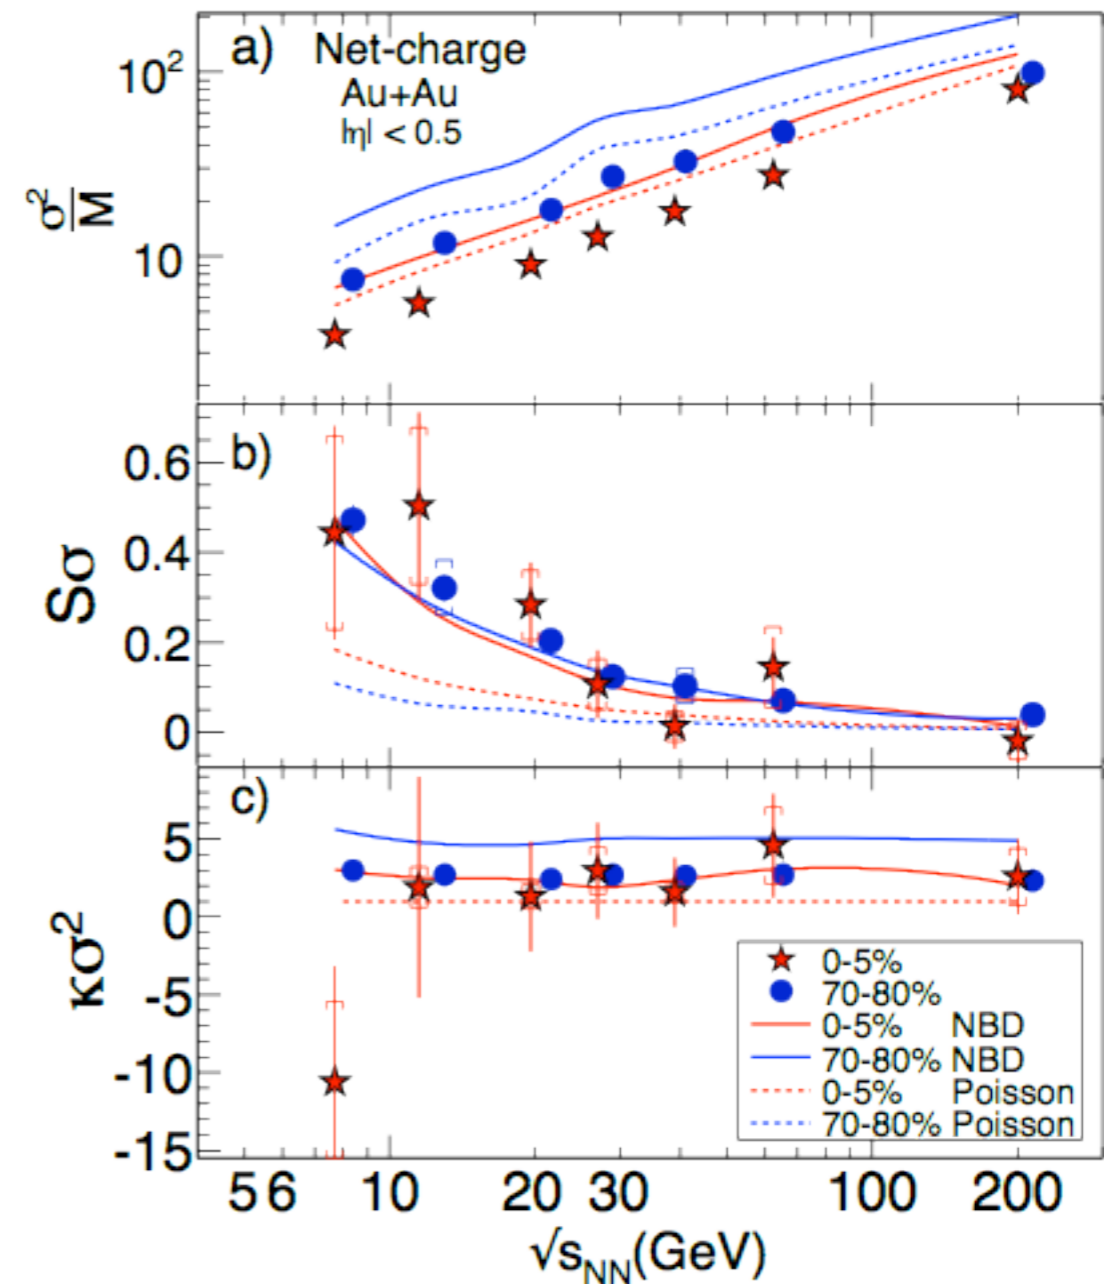 a) Net-charge
Au+Au
|η| < 0.5
10²
10
σ²
M
b)
0.6
0.4
0.2
0
Sσ
c)
5
0
-5
-10
-15
κσ²
0-5%
70-80%
0-5% NBD
70-80% NBD
0-5% Poisson
70-80% Poisson
5 6 10 20 30 100 200
√sNN(GeV)